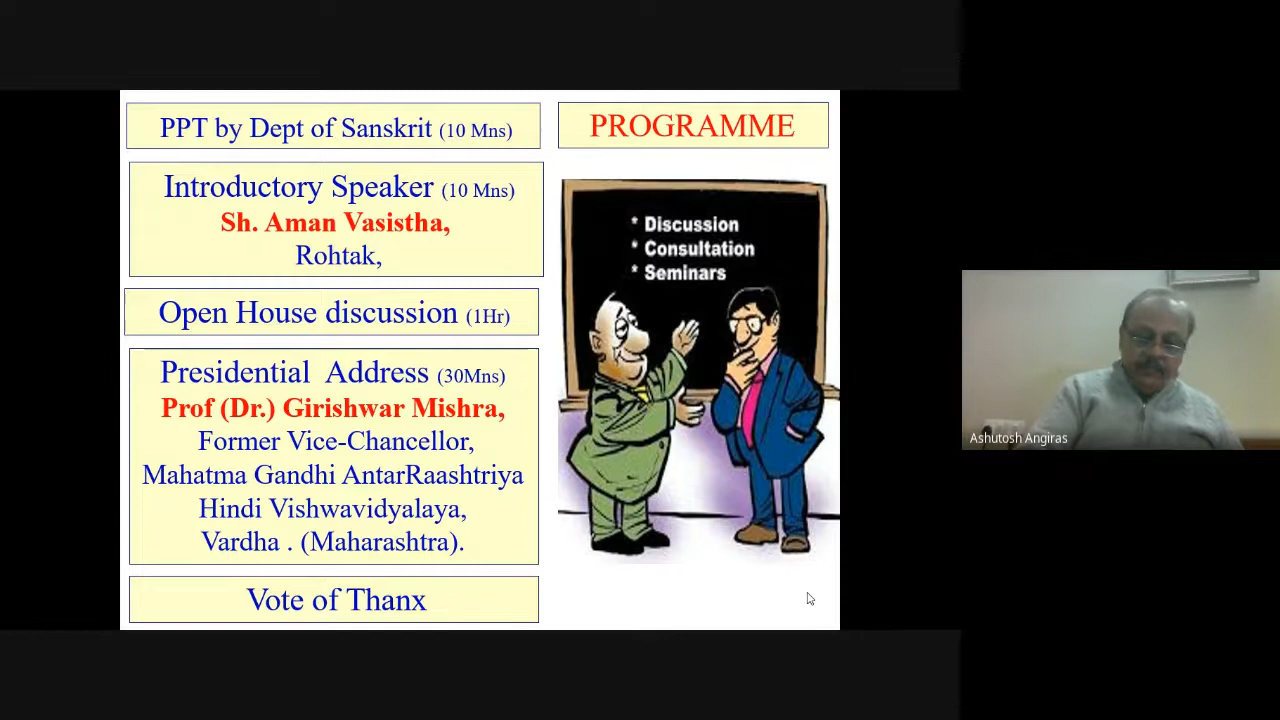 PPT by Dept of Sanskrit (10 Mns)
Introductory Speaker (10 Mns)
Sh. Aman Vasistha,
Rohtak,
Open House discussion (1Hr)
Presidential Address (30Mns)
Prof (Dr.) Girishwar Mishra,
Former Vice-Chancellor,
Mahatma Gandhi AntarRaashtriya
Hindi Vishwavidyalaya,
Vardha . (Maharashtra).
Vote of Thanx
PROGRAMME
* Discussion
* Consultation
* Seminars
Ashutosh Angiras